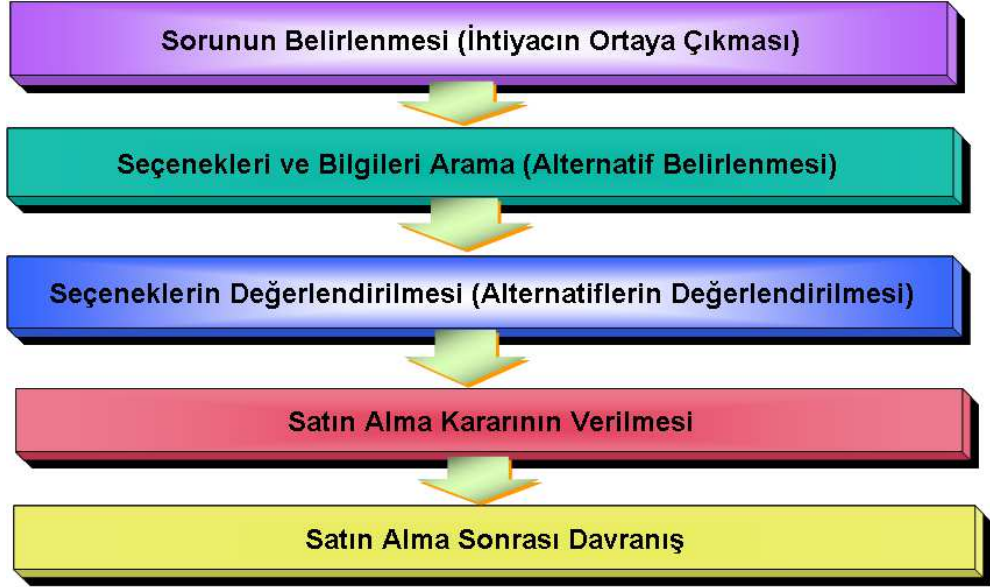 Sorunun Belirlenmesi (İhtiyacın Ortaya Çıkması)
Seçenekleri ve Bilgileri Arama (Alternatif Belirlenmesi)
Seçeneklerin Değerlendirilmesi (Alternatiflerin Değerlendirilmesi)
Satın Alma Kararının Verilmesi
Satın Alma Sonrası Davranış